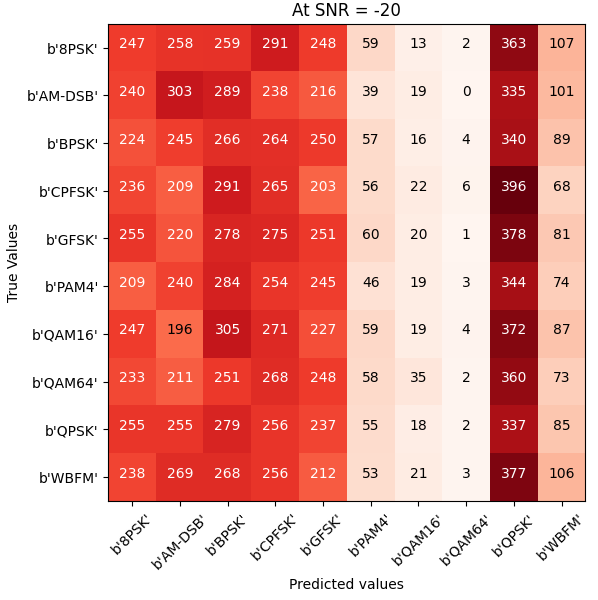 At SNR = -20
True Values
b'8PSK' 247 258 259 291 248 59 13 2 363 107
b'AM-DSB' 240 303 289 238 216 39 19 0 335 101
b'BPSK' 224 245 266 264 250 57 16 4 340 89
b'CPFSK' 236 209 291 265 203 56 22 6 396 68
b'GFSK' 255 220 278 275 251 60 20 1 378 81
b'PAM4' 209 240 284 254 245 46 19 3 344 74
b'QAM16' 247 196 305 271 227 59 19 4 372 87
b'QAM64' 233 211 251 268 248 58 35 2 360 73
b'QPSK' 255 255 279 256 237 55 18 2 337 85
b'WBFM' 238 269 268 256 212 53 21 3 377 106
b'8PSK' b'AM-DSB' b'BPSK' b'CPFSK' b'GFSK' b'PAM4' b'QAM16' b'QAM64' b'QPSK' b'WBFM'
Predicted values